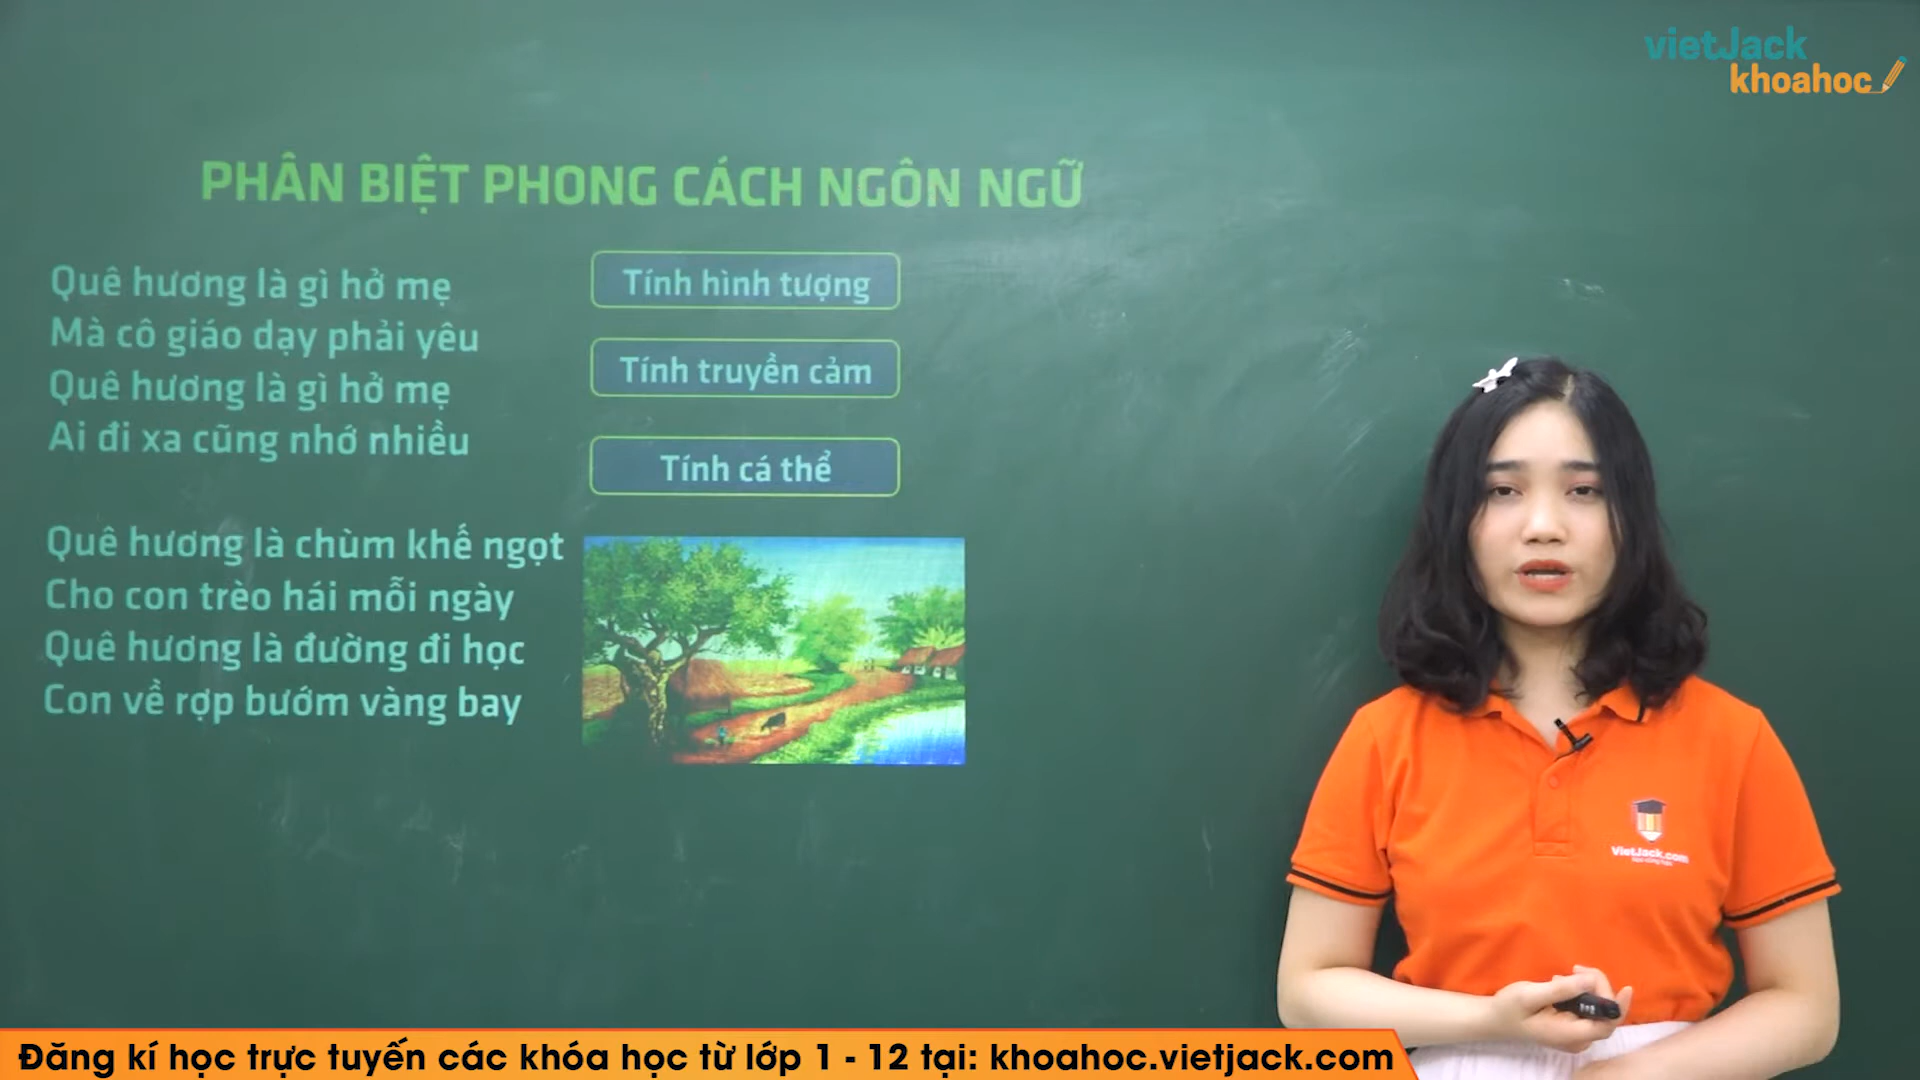 vietJack
khoahoc
PHÂN BIỆT PHONG CÁCH NGÔN NGỮ
Quê hương là gì hở mẹ
Mà cô giáo dạy phải yêu
Quê hương là gì hở mẹ
Ai đi xa cũng nhớ nhiều
Quê hương là chùm khế ngọt
Cho con trèo hái mỗi ngày
Quê hương là đường đi học
Con về rợp bướm vàng bay
Tính hình tượng
Tính truyền cảm
Tính cá thể
VietJack.com
Đăng kí học trực tuyến các khóa học từ lớp 1 - 12 tại: khoahoc.vietjack.com